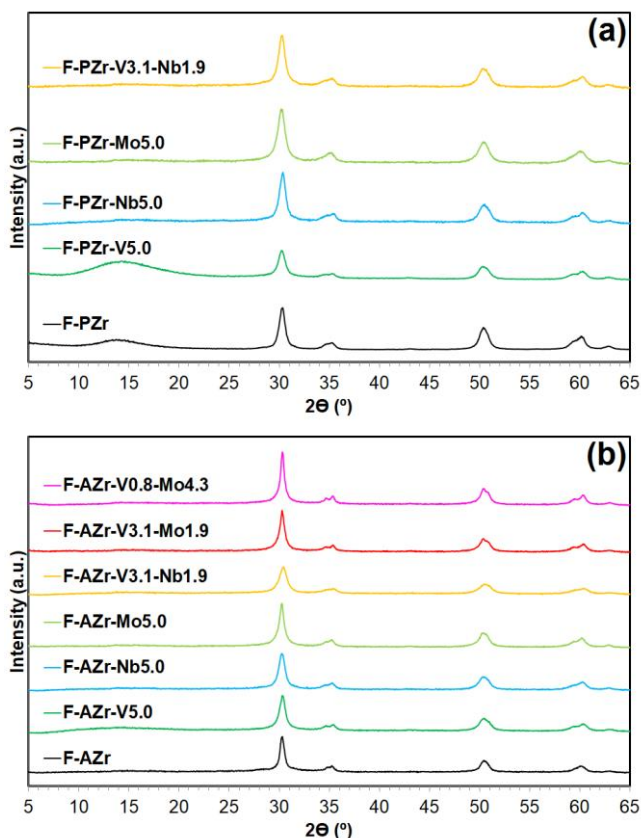 (a)
F-PZr-V3.1-Nb1.9
F-PZr-Mo5.0
F-PZr-Nb5.0
F-PZr-V5.0
F-PZr
Intensity (a.u.)
5 10 15 20 25 30 35 40 45 50 55 60 65
2Ө (º)
(b)
F-AZr-V0.8-Mo4.3
F-AZr-V3.1-Mo1.9
F-AZr-V3.1-Nb1.9
F-AZr-Mo5.0
F-AZr-Nb5.0
F-AZr-V5.0
F-AZr
Intensity (a.u.)
5 10 15 20 25 30 35 40 45 50 55 60 65
2Ө (º)